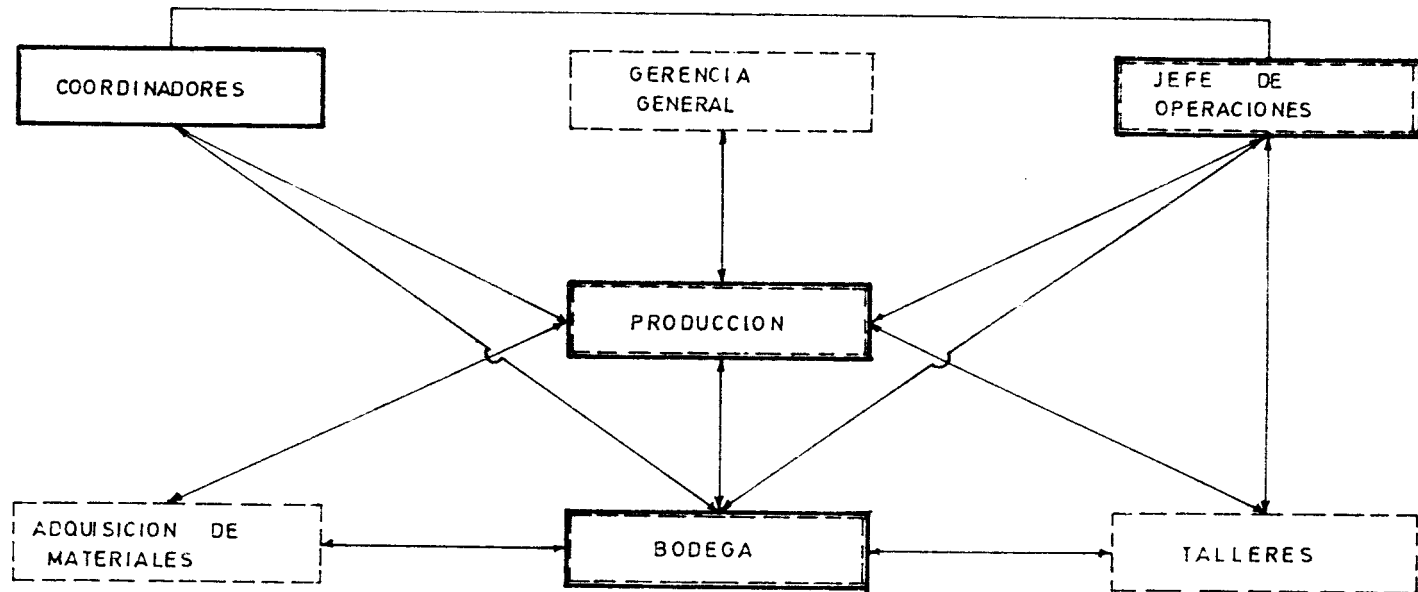 COORDINADORES
GERENCIA
GENERAL
JEFE DE
OPERACIONES
PRODUCCION
ADQUISICION DE
MATERIALES
BODEGA
TALLERES